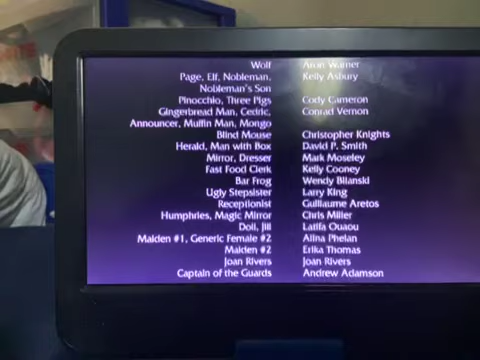 Wolf Aron Warner
Page, Elf, Nobleman, Kelly Asbury
Nobleman's Son
Pinocchio, Three Pigs Cody Cameron
Gingerbread Man, Cedric, Conrad Vernon
Announcer, Muffin Man, Mongo
Blind Mouse Christopher Knights
Herald, Man with Box David P. Smith
Mirror, Dresser Mark Moseley
Fast Food Clerk Kelly Cooney
Bar Frog Wendy Bilanski
Ugly Stepsister Larry King
Receptionist Guillaume Aretos
Humphries, Magic Mirror Chris Miller
Doll, Jill Latifa Ouaou
Maiden #1, Generic Female #2 Alina Phelan
Maiden #2 Erika Thomas
Joan Rivers Joan Rivers
Captain of the Guards Andrew Adamson